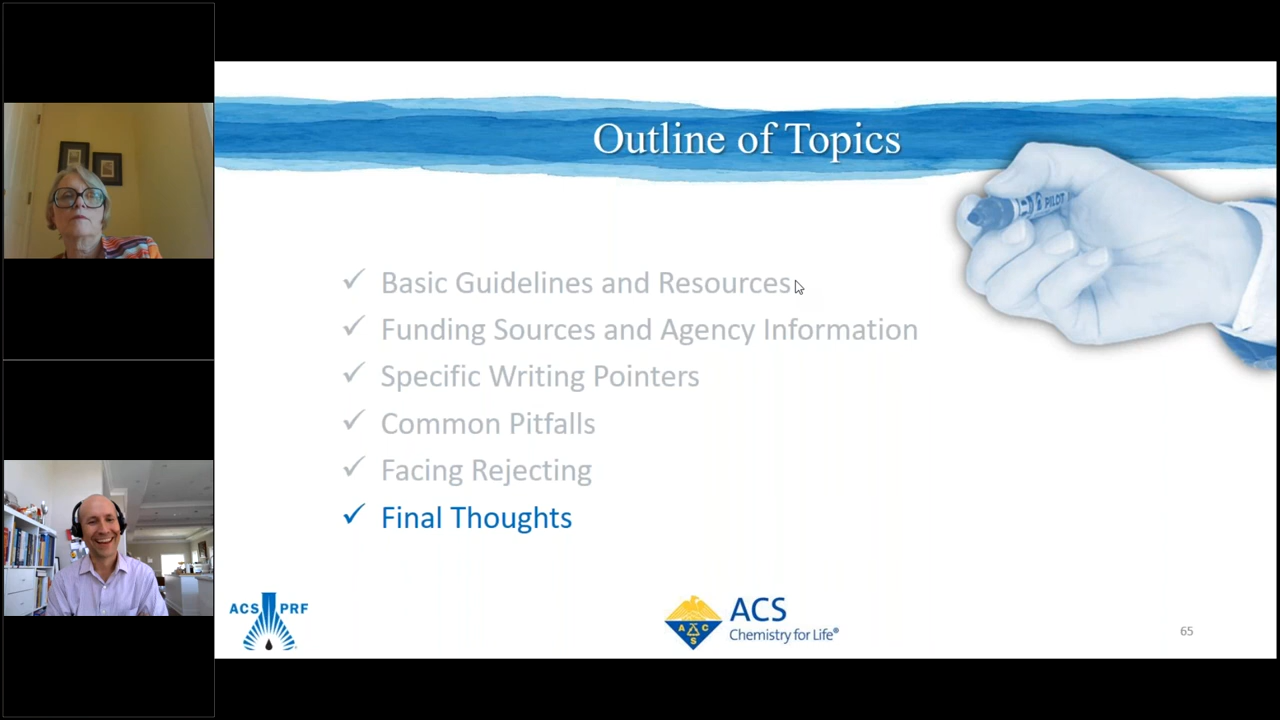 Outline of Topics
PILOT
✓ Basic Guidelines and Resources
✓ Funding Sources and Agency Information
✓ Specific Writing Pointers
✓ Common Pitfalls
✓ Facing Rejecting
✓ Final Thoughts
ACS PRF
A C S
ACS
Chemistry for Life®
65